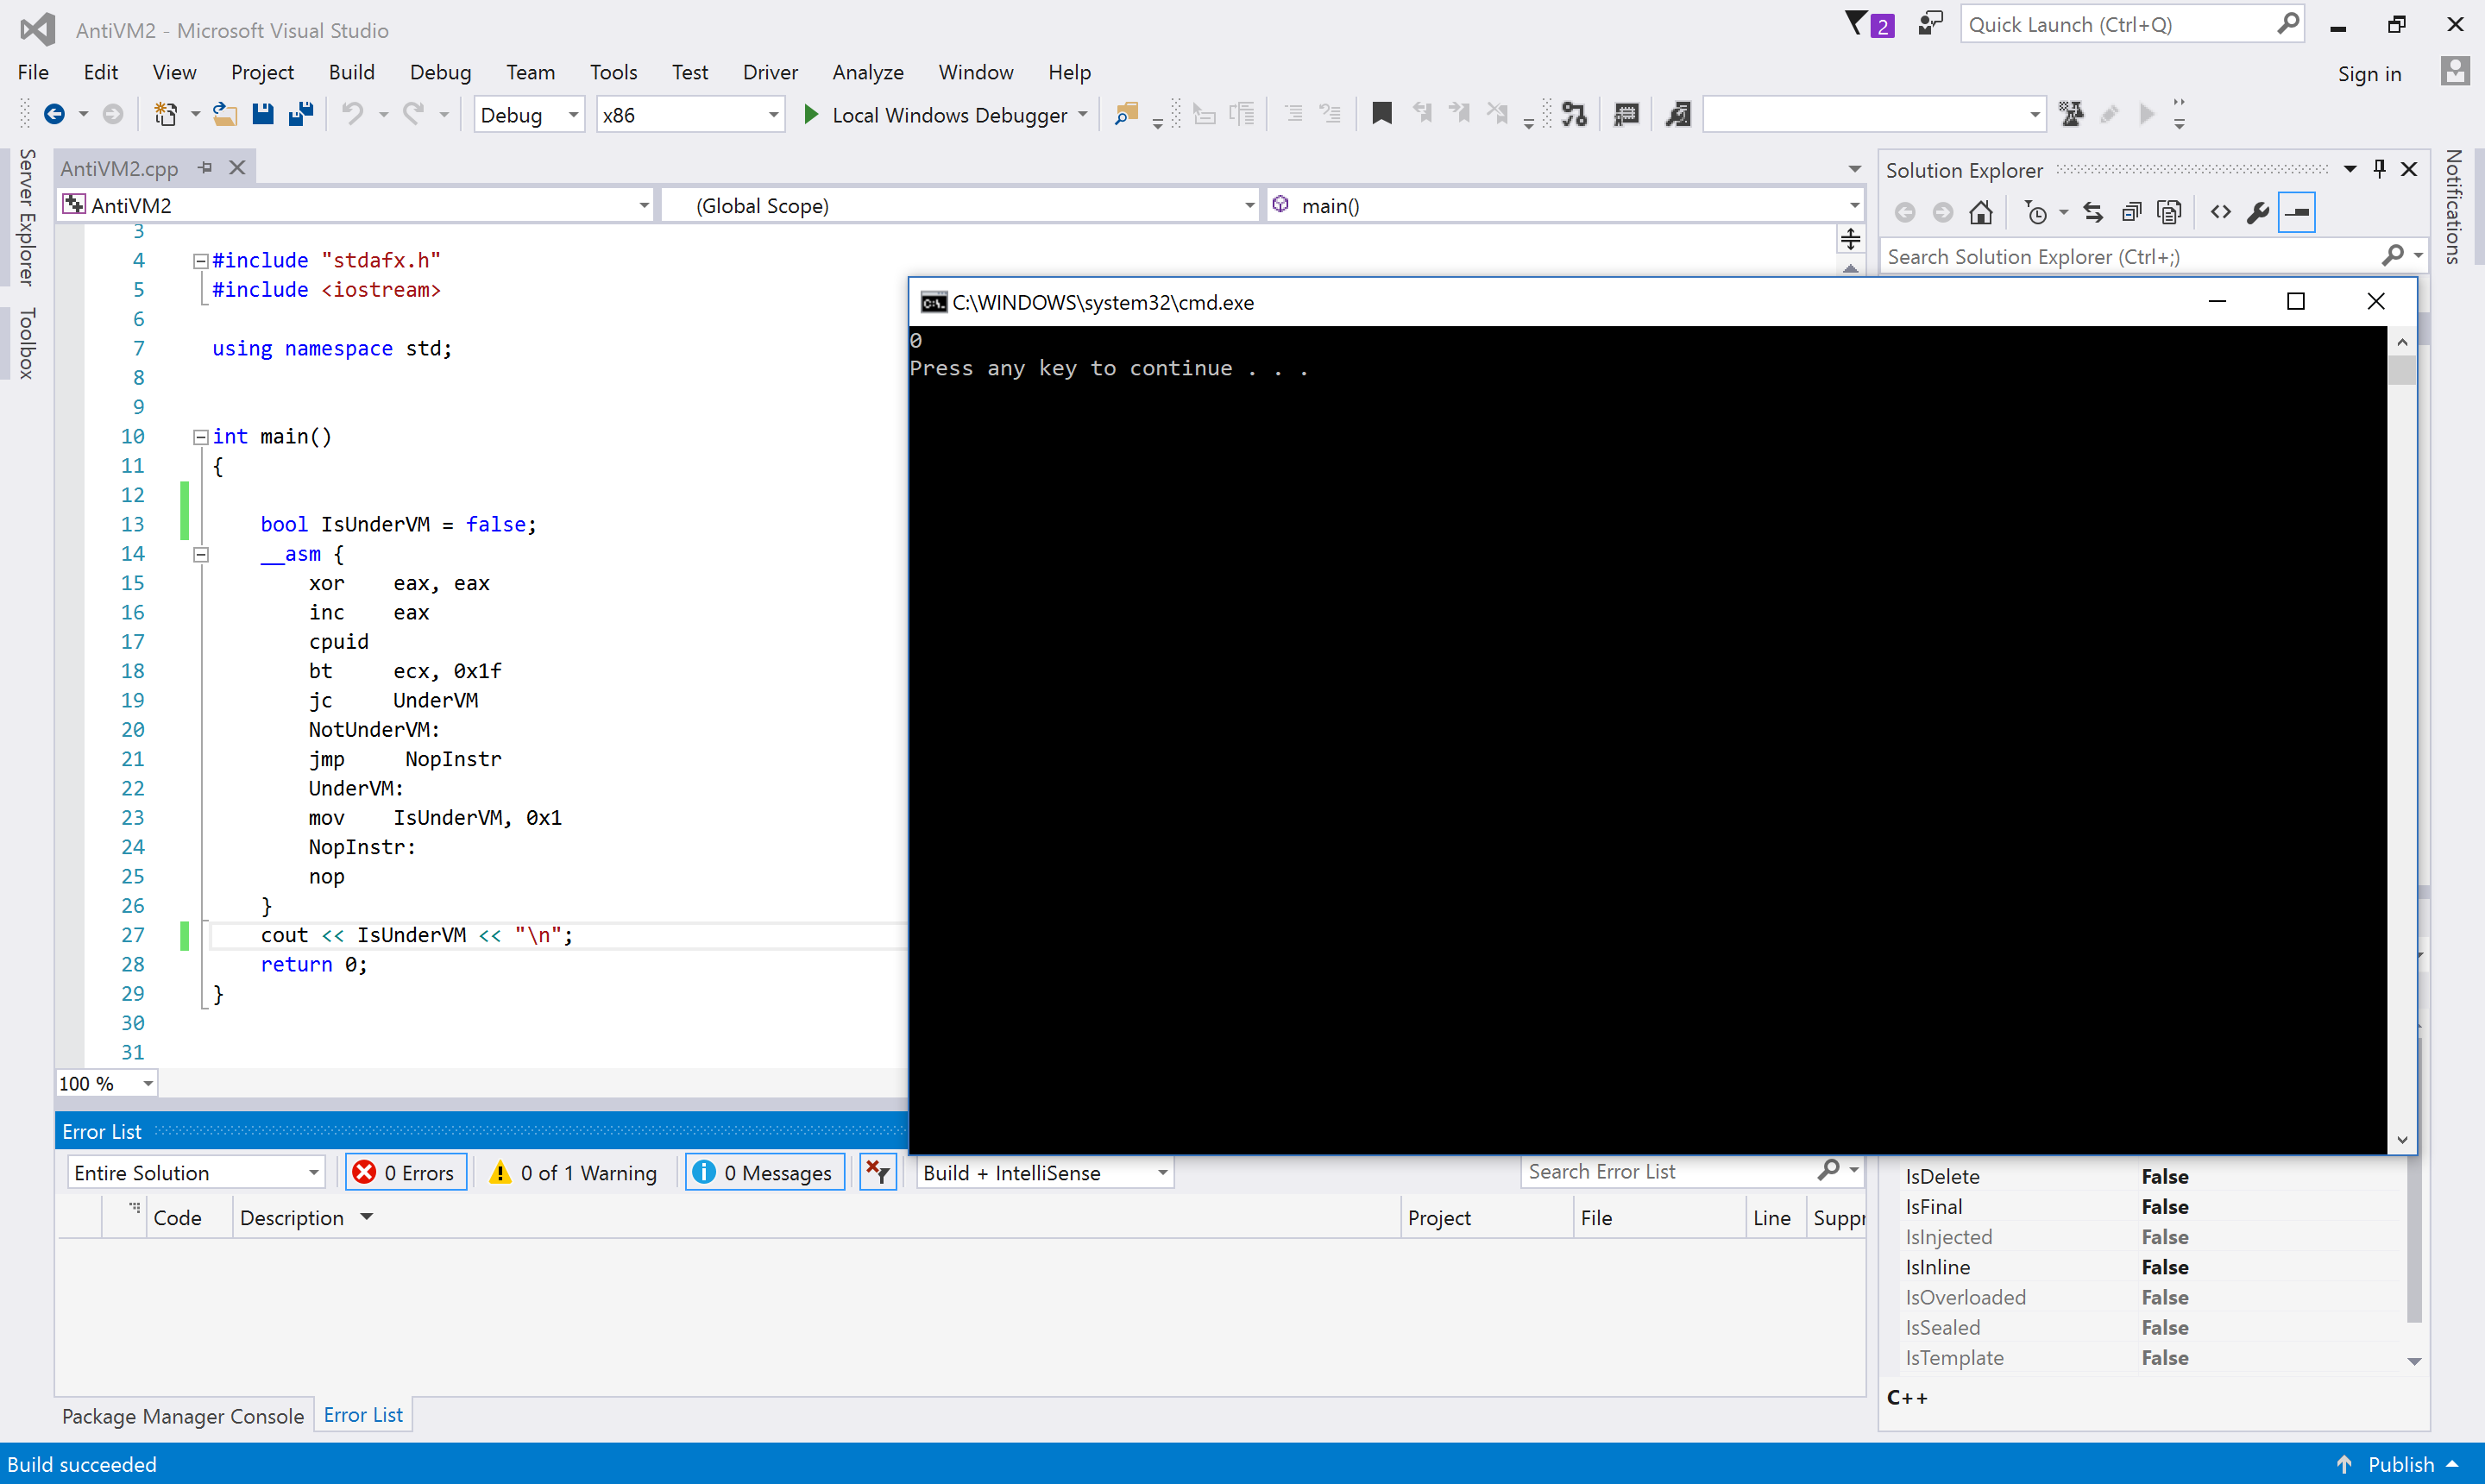 AntiVM2 - Microsoft Visual Studio
2
Quick Launch (Ctrl+Q)
File Edit View Project Build Debug Team Tools Test Driver Analyze Window Help
Sign in
Debug x86 Local Windows Debugger
Server Explorer
Toolbox
AntiVM2.cpp
AntiVM2 (Global Scope) main()
3
4 #include "stdafx.h"
5 #include <iostream>
6
7 using namespace std;
8
9
10 int main()
11 {
12
13 bool IsUnderVM = false;
14 __asm {
15 xor eax, eax
16 inc eax
17 cpuid
18 bt ecx, 0x1f
19 jc UnderVM
20 NotUnderVM:
21 jmp NopInstr
22 UnderVM:
23 mov IsUnderVM, 0x1
24 NopInstr:
25 nop
26 }
27 cout << IsUnderVM << "\n";
28 return 0;
29 }
30
31
100 %
C:\WINDOWS\system32\cmd.exe
0
Press any key to continue . . .
Solution Explorer
Search Solution Explorer (Ctrl+;)
Notifications
Error List
Entire Solution 0 Errors 0 of 1 Warning 0 Messages Build + IntelliSense Search Error List
Code Description Project File Line Suppr
Package Manager Console Error List
IsDelete False
IsFinal False
IsInjected False
IsInline False
IsOverloaded False
IsSealed False
IsTemplate False
C++
Build succeeded
Publish